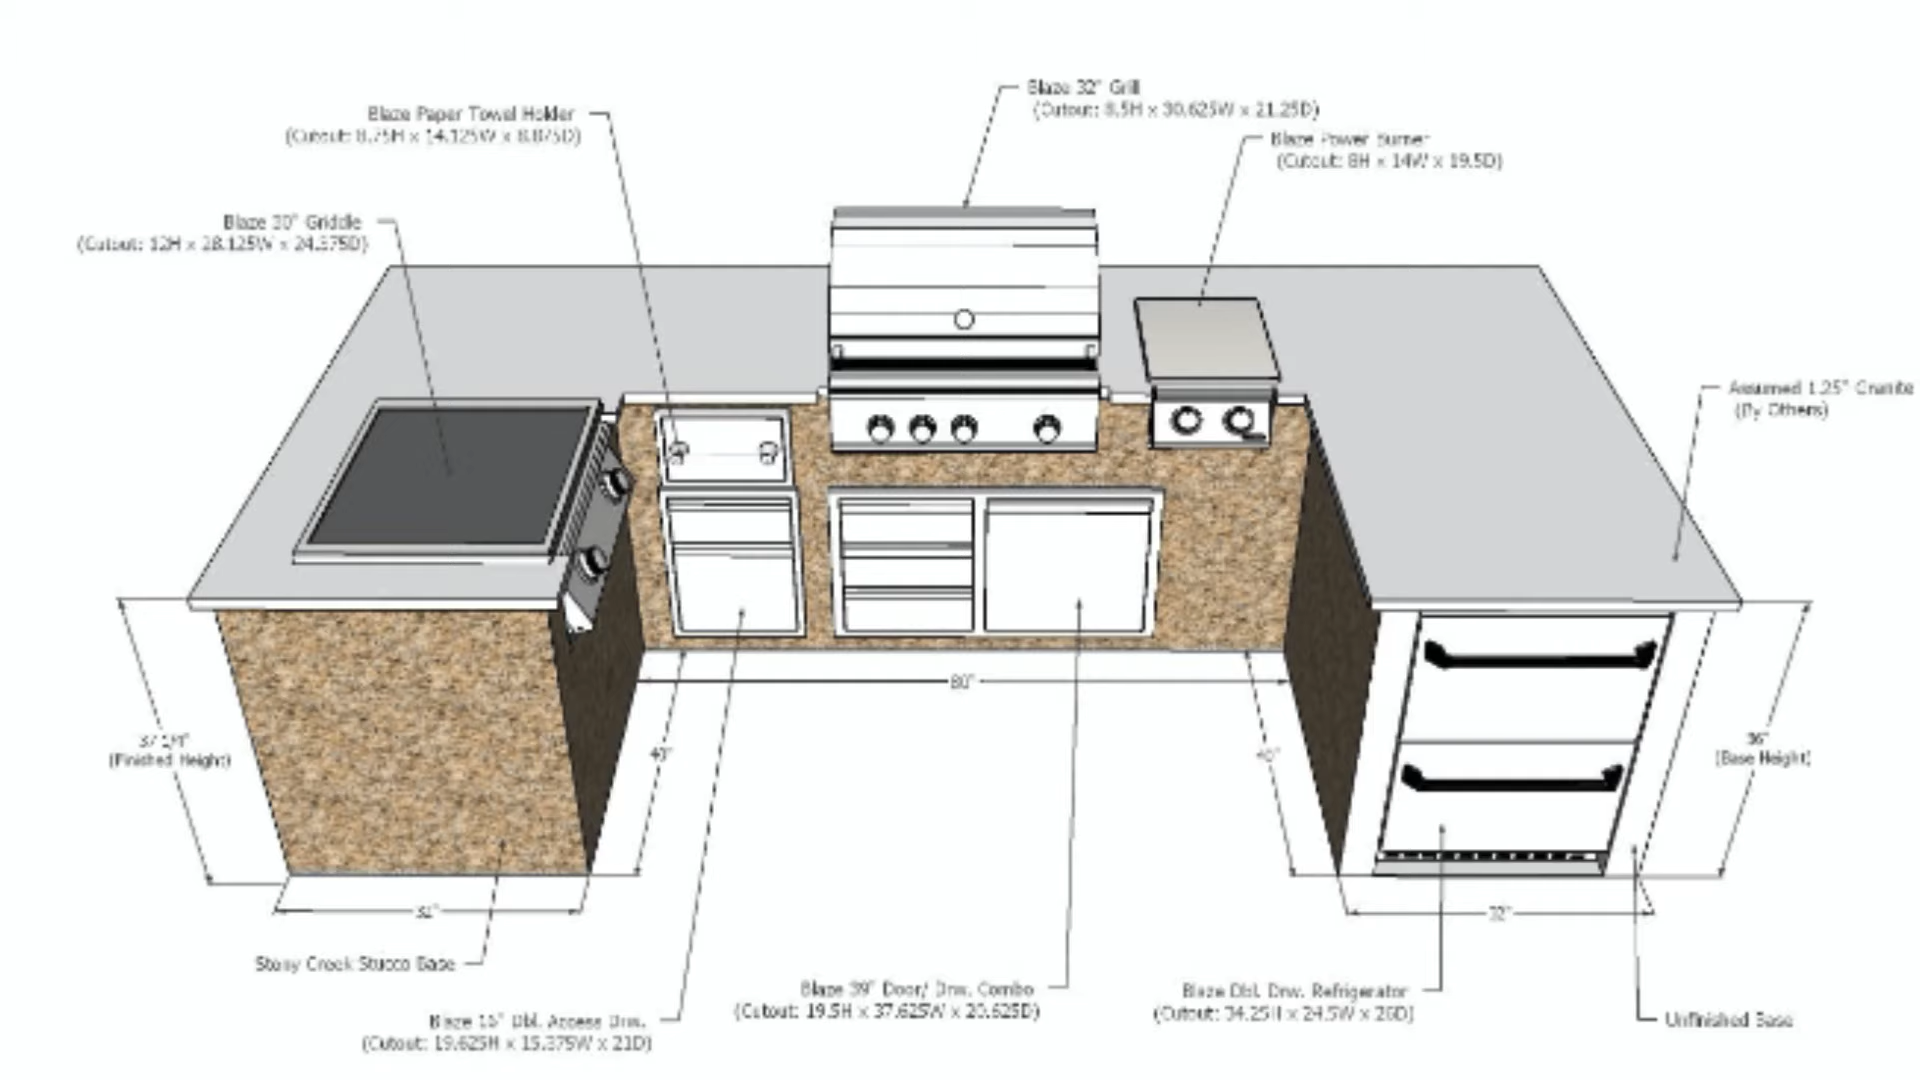 Blaze 32" Grill
(Cutout: 8.5H x 30.625W x 21.25D)
Blaze Paper Towel Holder
(Cutout: 8.75H x 14.125W x 8.875D)
Blaze Power Burner
(Cutout: 8H x 14W x 19.5D)
Blaze 30" Griddle
(Cutout: 12H x 28.125W x 24.375D)
Assumed 1.25" Granite
(By Others)
80"
37 1/4"
(Finished Height)
40"
40"
36"
(Base Height)
32"
32"
Stony Creek Stucco Base
Blaze 39" Door/ Drw. Combo
(Cutout: 19.5H x 37.625W x 20.625D)
Blaze Dbl. Drw. Refrigerator
(Cutout: 34.25H x 24.5W x 26D)
Blaze 16" Dbl. Access Drw.
(Cutout: 19.625H x 15.375W x 21D)
Unfinished Base